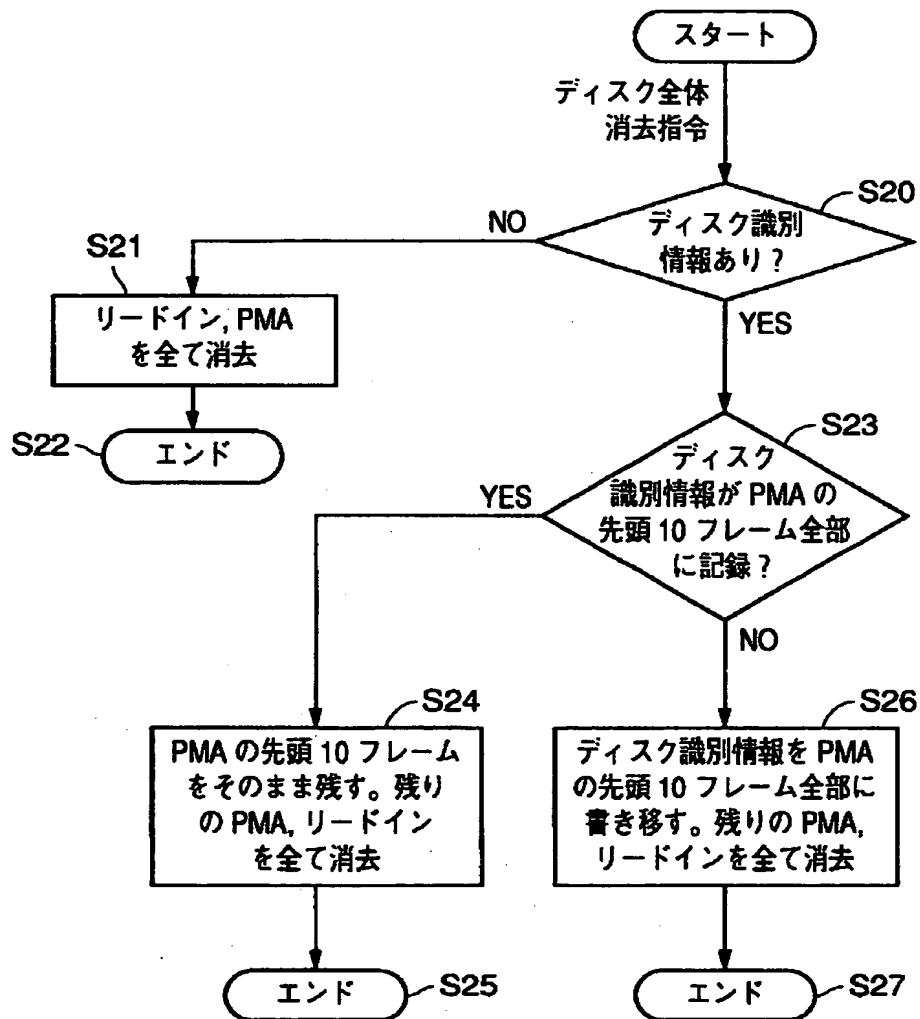 スタート
ディスク全体
消去指令
S20
ディスク識別
情報あり?
NO
YES
S21
リードイン, PMA
を全て消去
S22
エンド
S23
ディスク
識別情報が PMA の
先頭 10 フレーム全部
に記録?
YES
NO
S24
PMA の先頭 10 フレーム
をそのまま残す。残り
の PMA, リードイン
を全て消去
S26
ディスク識別情報を PMA
の先頭 10 フレーム全部に
書き移す。残りの PMA,
リードインを全て消去
エンド
S25
エンド
S27